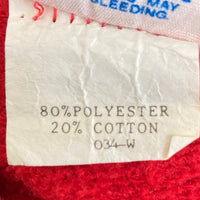 MAY
BLEEDING.
80%POLYESTER
20% COTTON
034-W